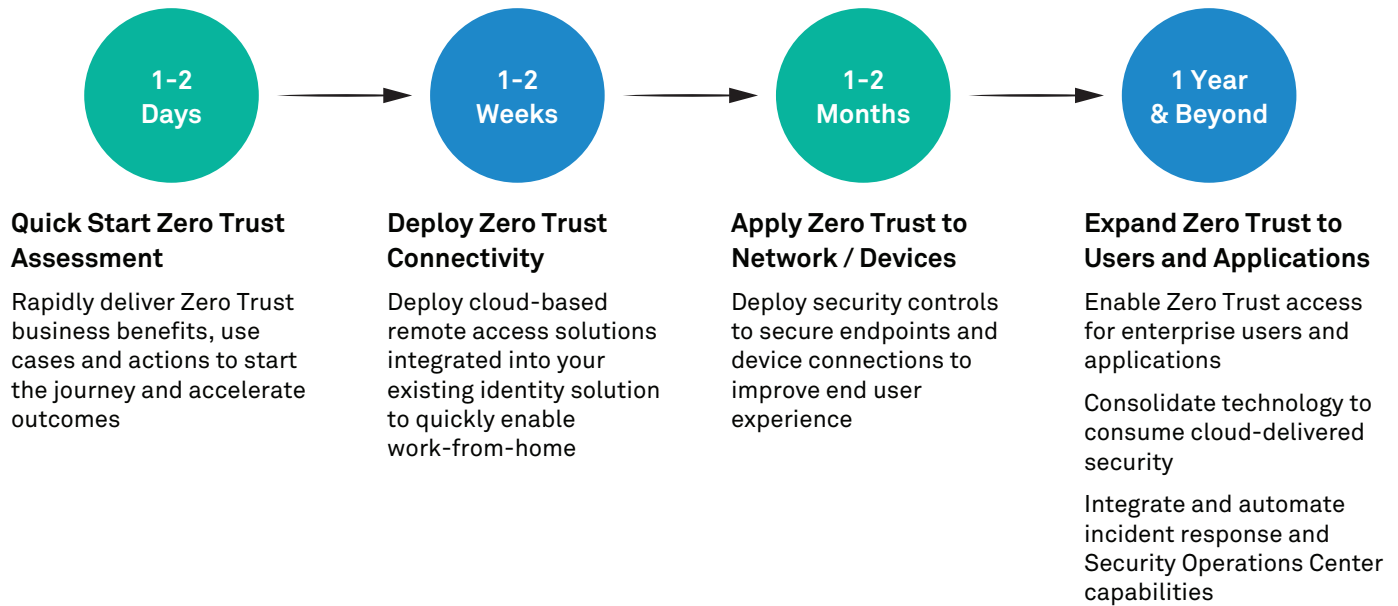 1-2
Days
1-2
Weeks
1-2
Months
1 Year
& Beyond
Quick Start Zero Trust
Assessment
Rapidly deliver Zero Trust
business benefits, use
cases and actions to start
the journey and accelerate
outcomes
Deploy Zero Trust
Connectivity
Deploy cloud-based
remote access solutions
integrated into your
existing identity solution
to quickly enable
work-from-home
Apply Zero Trust to
Network / Devices
Deploy security controls
to secure endpoints and
device connections to
improve end user
experience
Expand Zero Trust to
Users and Applications
Enable Zero Trust access
for enterprise users and
applications
Consolidate technology to
consume cloud-delivered
security
Integrate and automate
incident response and
Security Operations Center
capabilities